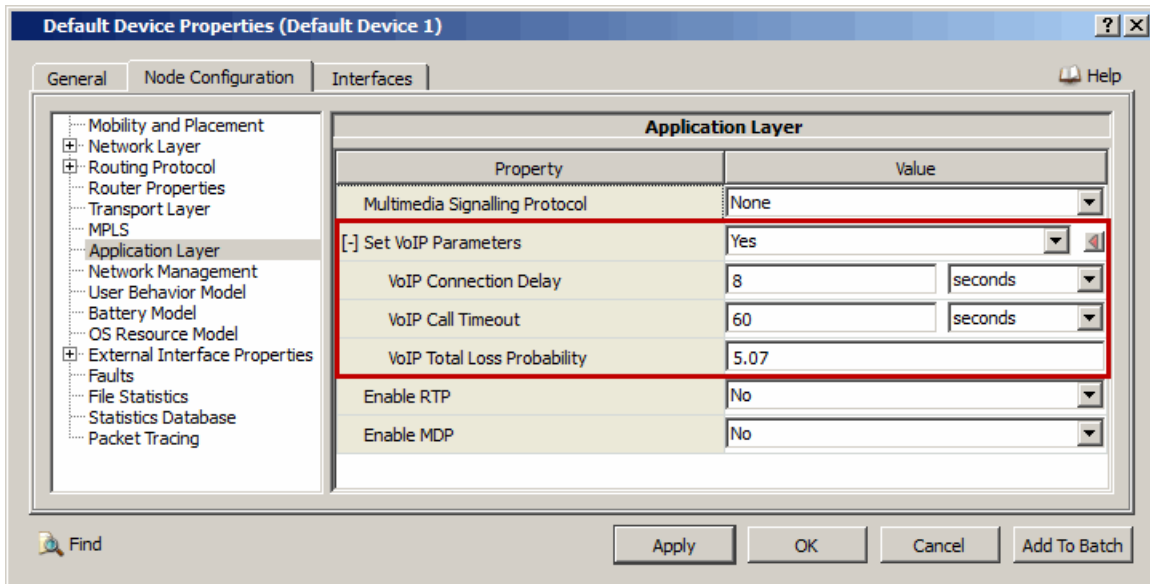 Default Device Properties (Default Device 1)
General Node Configuration Interfaces Help
Mobility and Placement
Network Layer
Routing Protocol
Router Properties
Transport Layer
MPLS
Application Layer
Network Management
User Behavior Model
Battery Model
OS Resource Model
External Interface Properties
Faults
File Statistics
Statistics Database
Packet Tracing
Application Layer
Property Value
Multimedia Signalling Protocol None
[-] Set VoIP Parameters Yes
VoIP Connection Delay 8 seconds
VoIP Call Timeout 60 seconds
VoIP Total Loss Probability 5.07
Enable RTP No
Enable MDP No
Find Apply OK Cancel Add To Batch